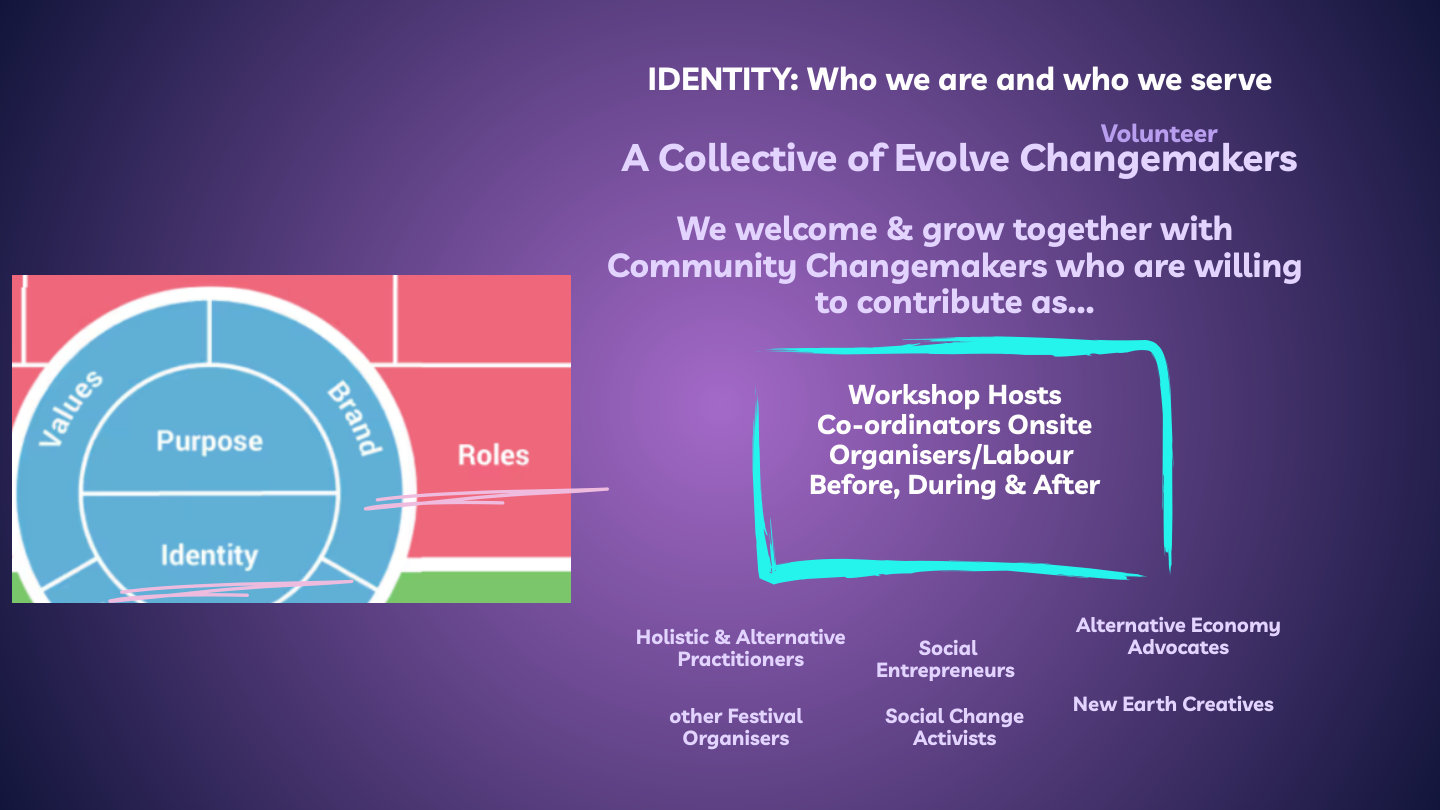 IDENTITY: Who we are and who we serve
Volunteer
A Collective of Evolve Changemakers
We welcome & grow together with
Community Changemakers who are willing
to contribute as...
Values
Brand
Purpose
Roles
Identity
Workshop Hosts
Co-ordinators Onsite
Organisers/Labour
Before, During & After
Holistic & Alternative
Practitioners
Social
Entrepreneurs
Alternative Economy
Advocates
other Festival
Organisers
Social Change
Activists
New Earth Creatives